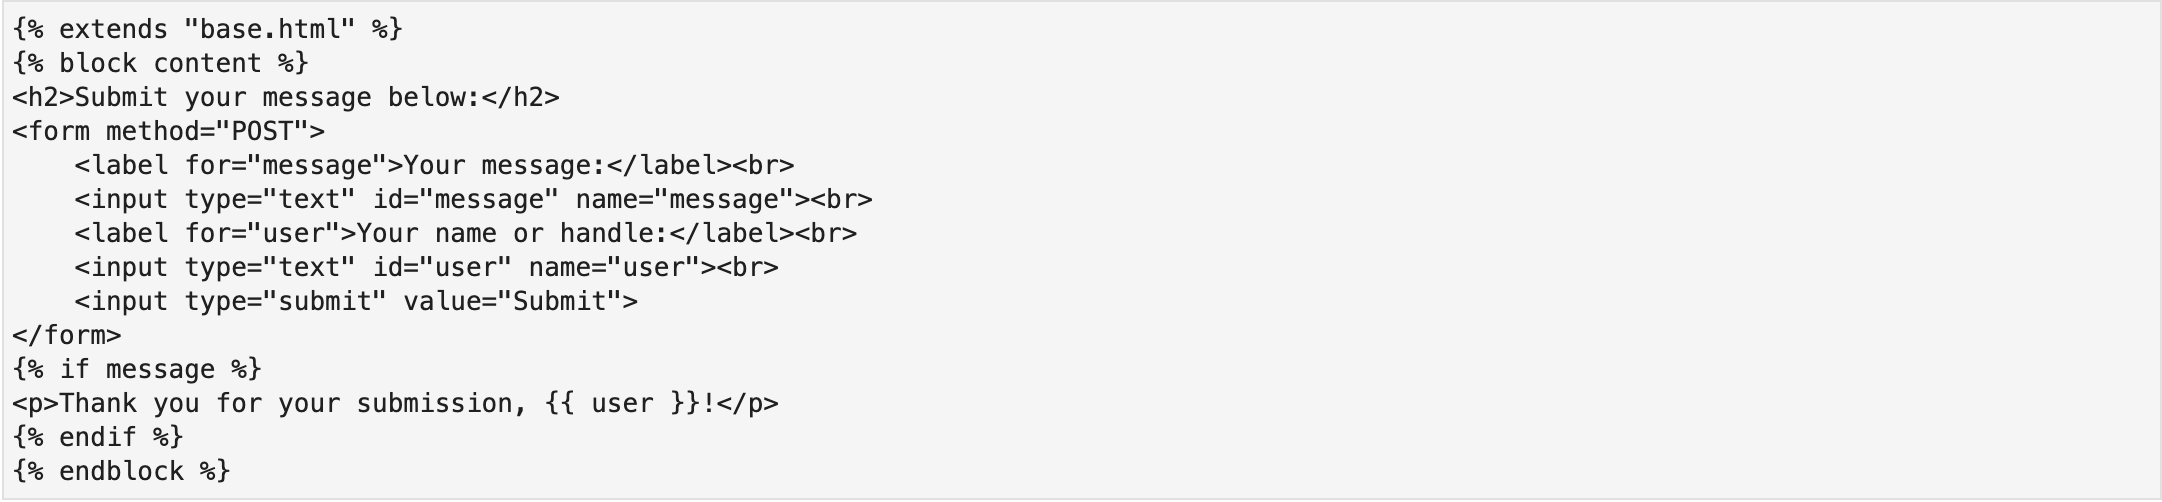 {% extends "base.html" %}
{% block content %}
<h2>Submit your message below:</h2>
<form method="POST">
    <label for="message">Your message:</label><br>
    <input type="text" id="message" name="message"><br>
    <label for="user">Your name or handle:</label><br>
    <input type="text" id="user" name="user"><br>
    <input type="submit" value="Submit">
</form>
{% if message %}
<p>Thank you for your submission, {{ user }}!</p>
{% endif %}
{% endblock %}